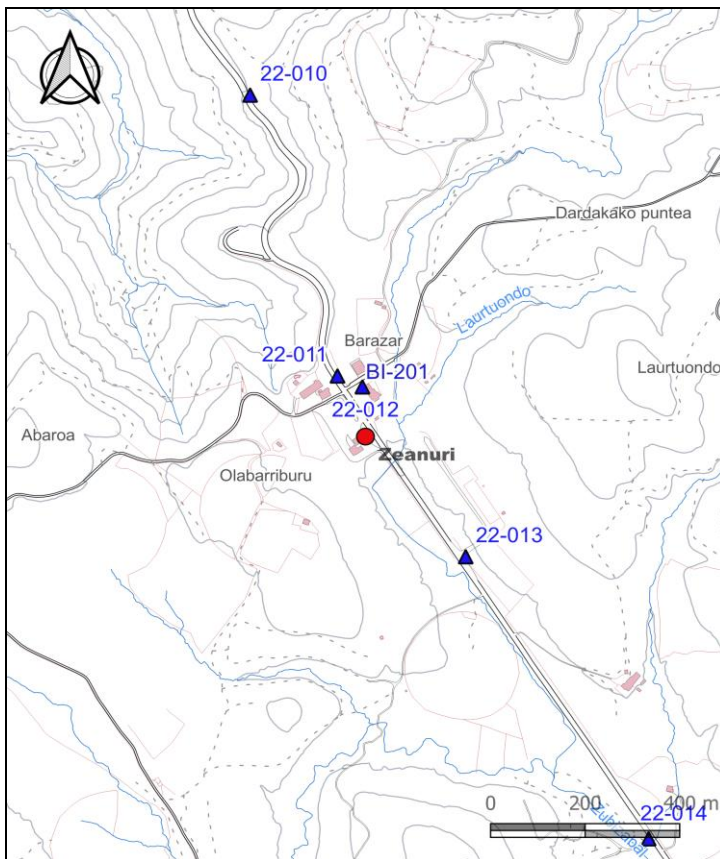 22-010
Dardakako puntea
Laurtuondo
Barazar
22-011
BI-201
Laurtuondo
22-012
Abaroa
Zeanuri
Olabarriburu
22-013
0 200 400 m
22-014
Zubizabal